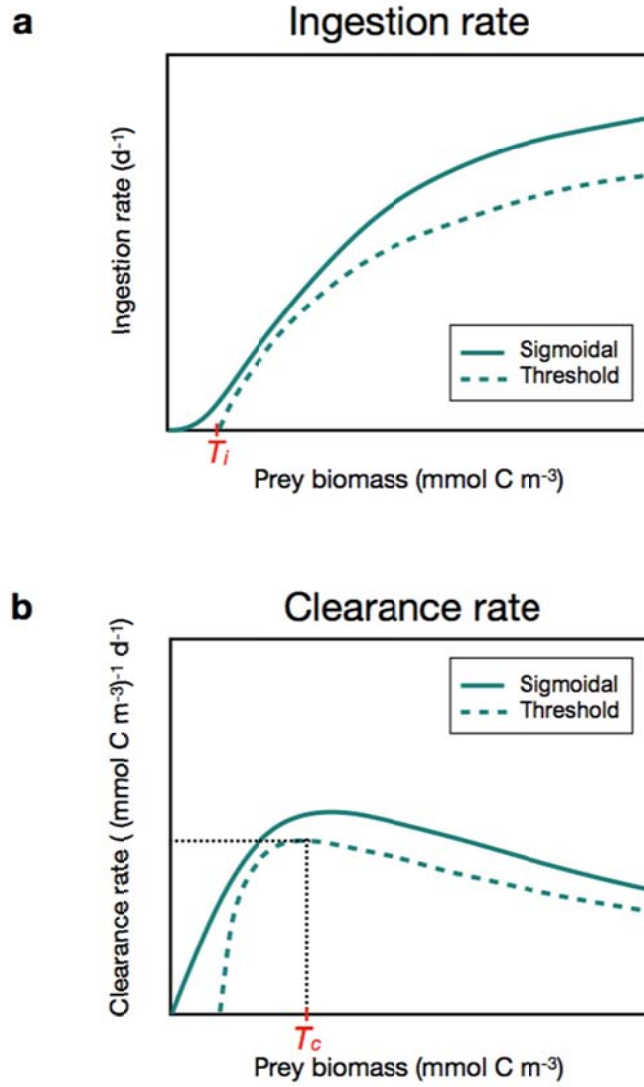 a
Ingestion rate
Ingestion rate (d-1)
Sigmoidal
Threshold
Ti
Prey biomass (mmol C m-3)
b
Clearance rate
Clearance rate ( (mmol C m-3)-1 d-1)
Sigmoidal
Threshold
Tc
Prey biomass (mmol C m-3)